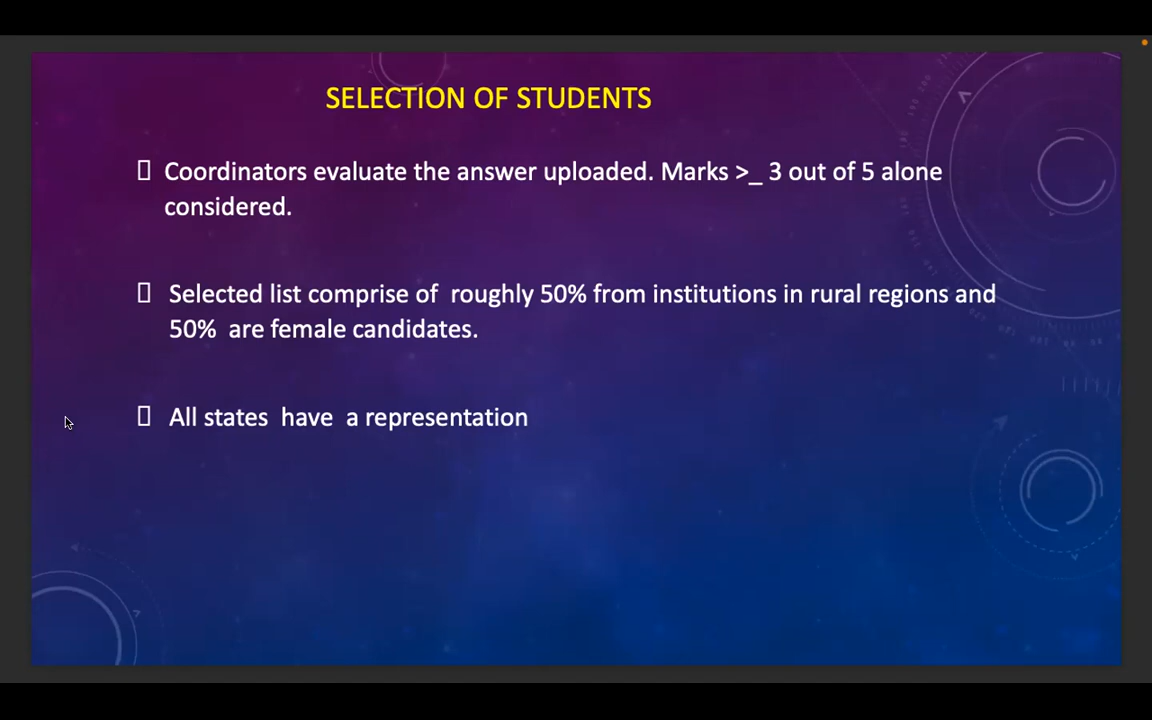 SELECTION OF STUDENTS
Coordinators evaluate the answer uploaded. Marks >_ 3 out of 5 alone
considered.
Selected list comprise of  roughly 50% from institutions in rural regions and
50%  are female candidates.
All states  have  a representation